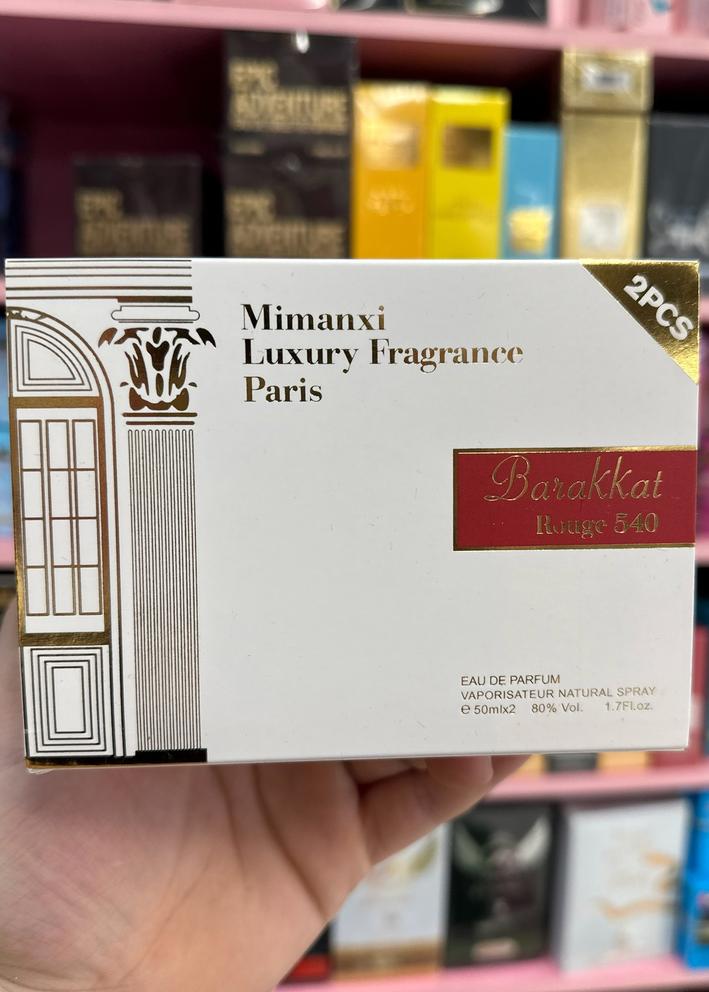 EPIC
ADVENTURE
EPIC
ADVENTURE
EPIC
ADVENTURE
2PCS
Mimanxi
Luxury Fragrance
Paris
Barakkat
Rouge 540
EAU DE PARFUM
VAPORISATEUR NATURAL SPRAY
℮ 50mlx2 80% Vol. 1.7Fl.oz.